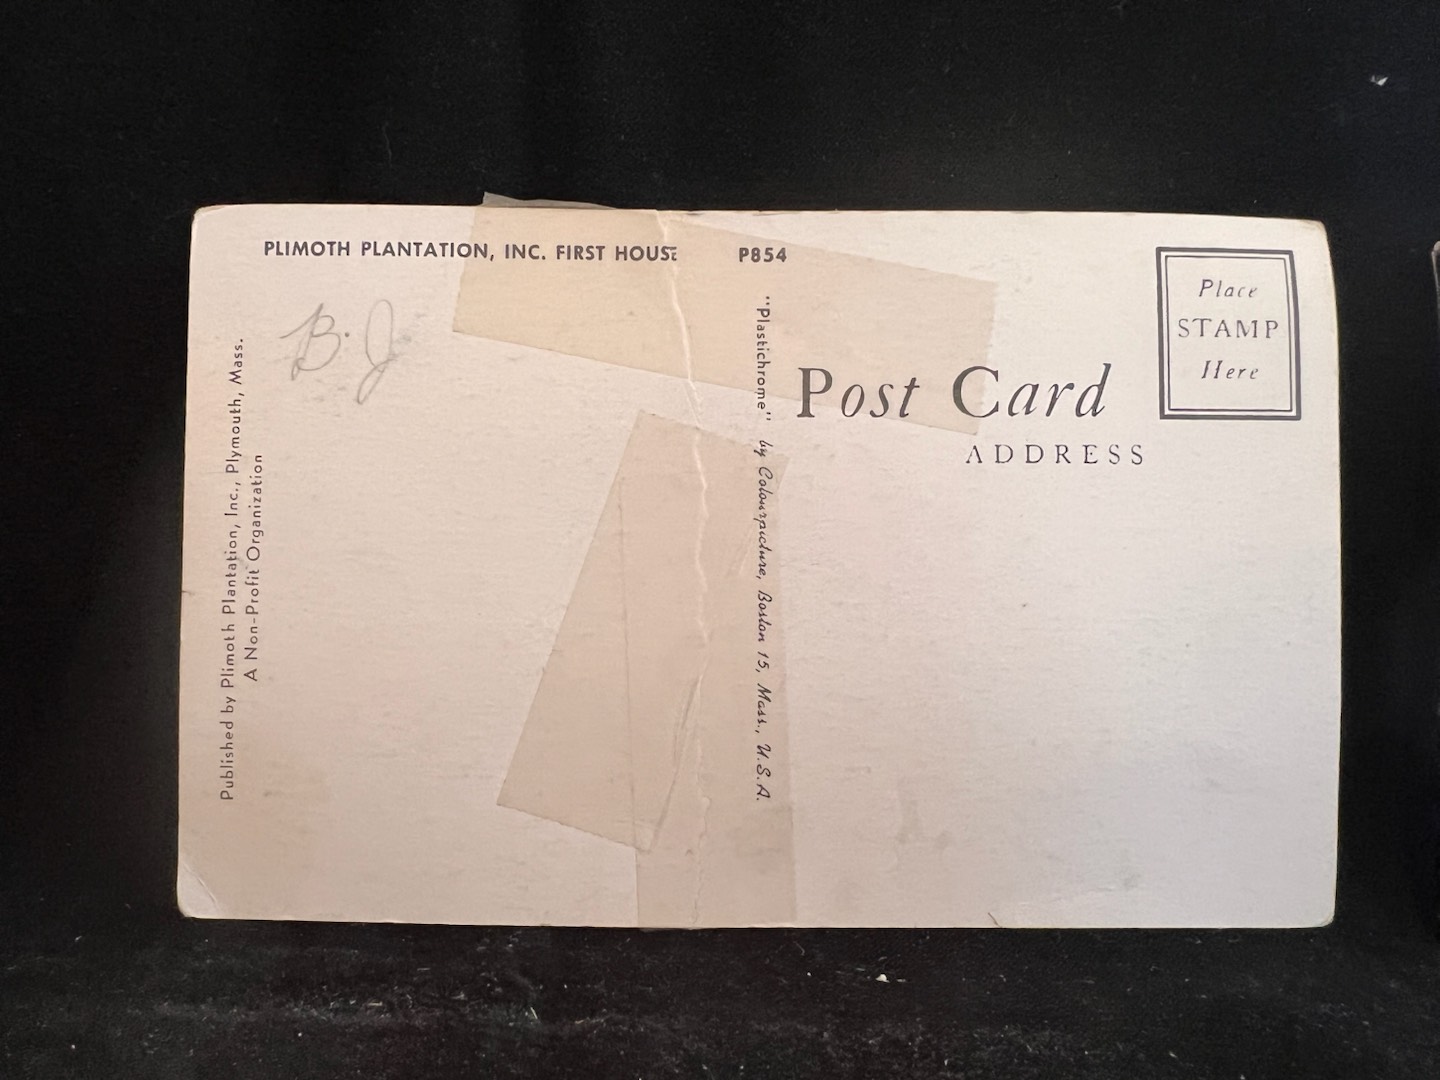 PLIMOTH PLANTATION, INC. FIRST HOUSE P854
B. J
Published by Plimoth Plantation, Inc., Plymouth, Mass.
A Non-Profit Organization
"Plastichrome" by Colourpicture, Boston 15, Mass., U.S.A.
Place
STAMP
Here
Post Card
ADDRESS